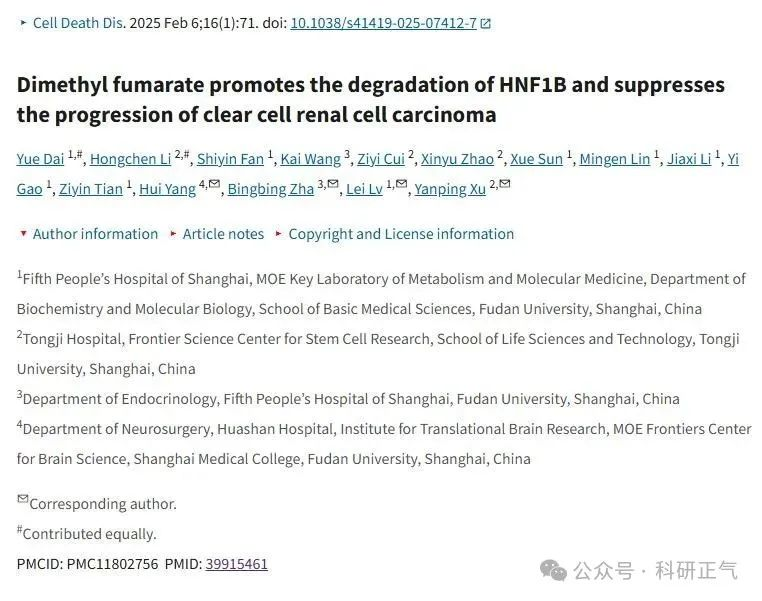 ▸ Cell Death Dis. 2025 Feb 6;16(1):71. doi: 10.1038/s41419-025-07412-7
Dimethyl fumarate promotes the degradation of HNF1B and suppresses
the progression of clear cell renal cell carcinoma
Yue Dai 1,#, Hongchen Li 2,#, Shiyin Fan 1, Kai Wang 3, Ziyi Cui 2, Xinyu Zhao 2, Xue Sun 1, Mingen Lin 1, Jiaxi Li 1, Yi
Gao 1, Ziyin Tian 1, Hui Yang 4,✉, Bingbing Zha 3,✉, Lei Lv 1,✉, Yanping Xu 2,✉
▾ Author information ▸ Article notes ▸ Copyright and License information
1Fifth People's Hospital of Shanghai, MOE Key Laboratory of Metabolism and Molecular Medicine, Department of
Biochemistry and Molecular Biology, School of Basic Medical Sciences, Fudan University, Shanghai, China
2Tongji Hospital, Frontier Science Center for Stem Cell Research, School of Life Sciences and Technology, Tongji
University, Shanghai, China
3Department of Endocrinology, Fifth People's Hospital of Shanghai, Fudan University, Shanghai, China
4Department of Neurosurgery, Huashan Hospital, Institute for Translational Brain Research, MOE Frontiers Center
for Brain Science, Shanghai Medical College, Fudan University, Shanghai, China
✉Corresponding author.
#Contributed equally.
PMCID: PMC11802756 PMID: 39915461
公众号 · 科研正气